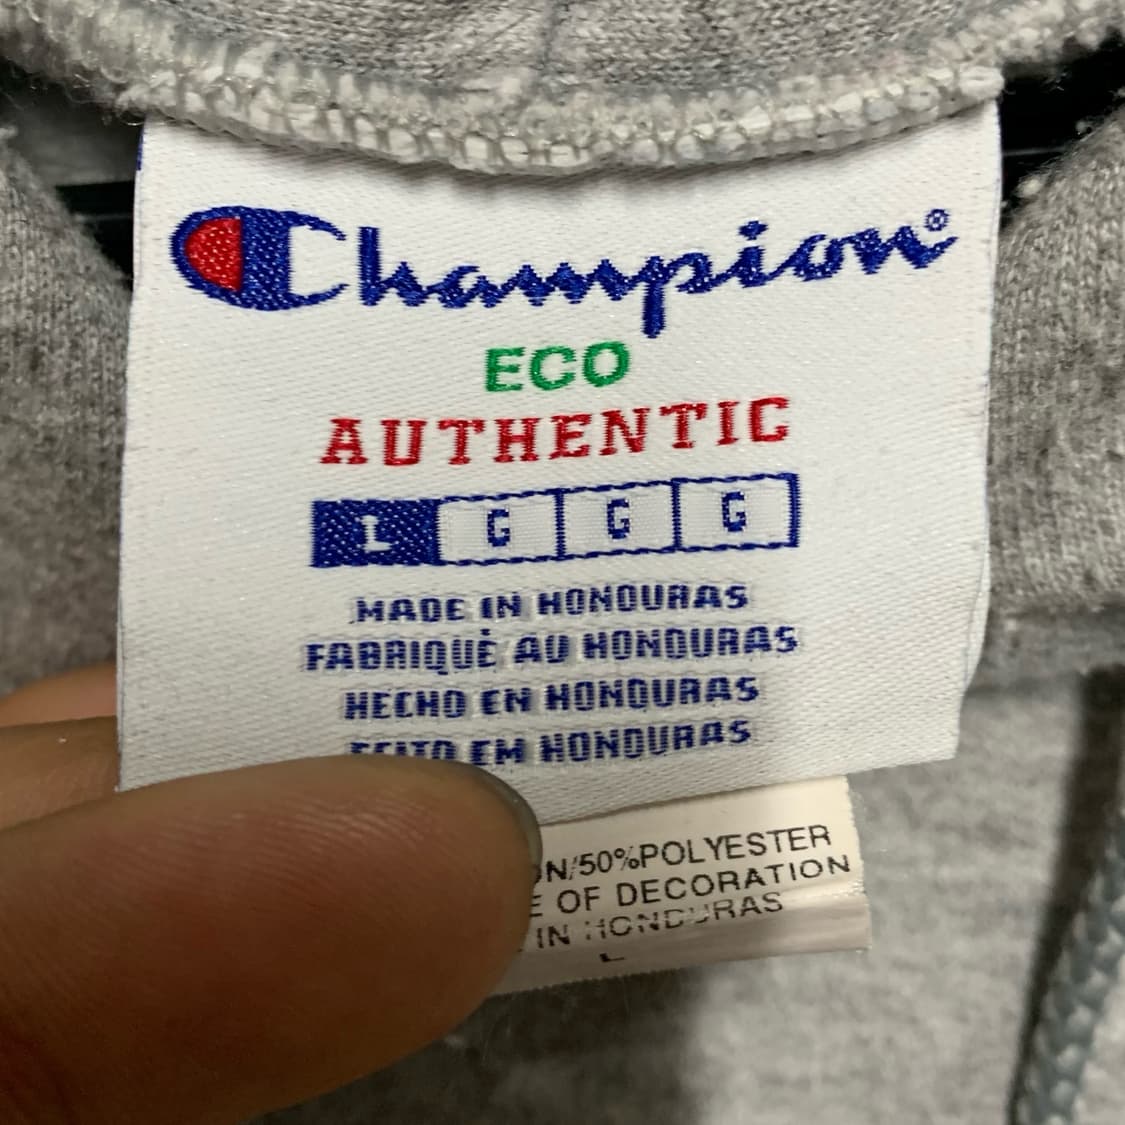 Champion®
ECO
AUTHENTIC
L G G G
MADE IN HONDURAS
FABRIQUÉ AU HONDURAS
HECHO EN HONDURAS
EM HONDURAS
/50%POLYESTER
OF DECORATION
IN HONDURAS
L